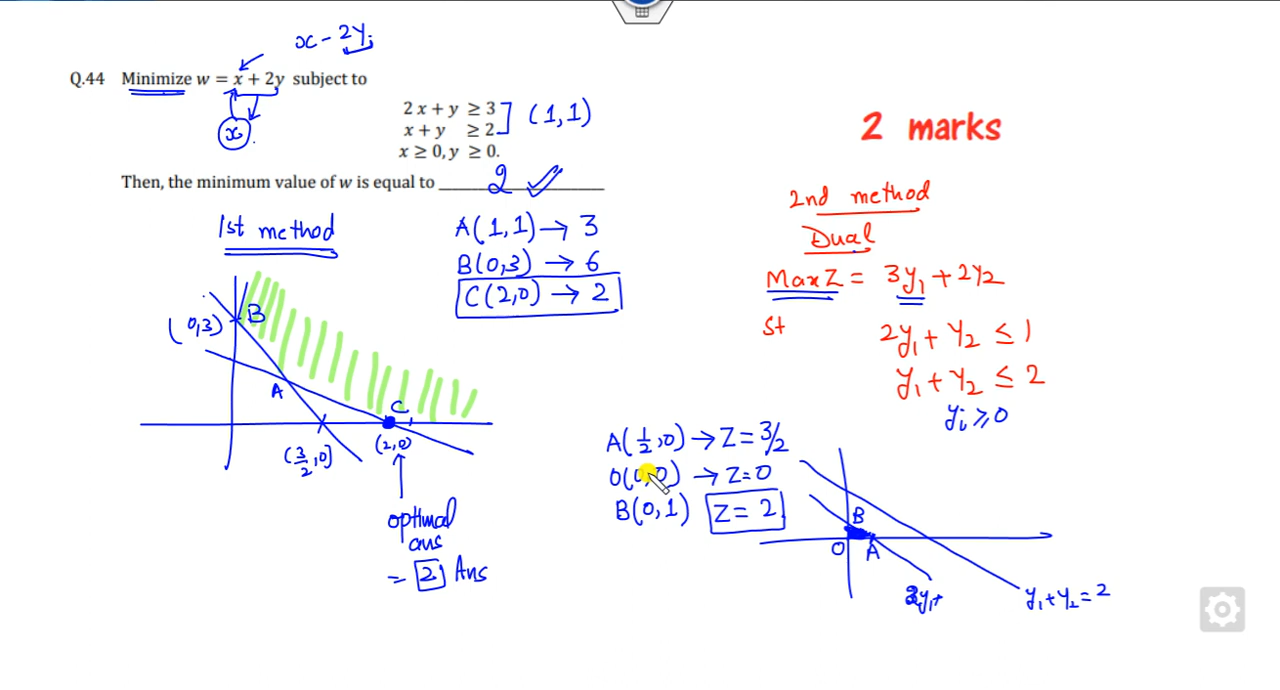 x - 2y;
Q.44 Minimize w = x + 2y subject to
x
2x + y ≥ 3
x + y ≥ 2
] (1,1)
x ≥ 0, y ≥ 0.
Then, the minimum value of w is equal to 2 ✓
2 marks
1st method
A(1,1) → 3
B(0,3) → 6
C(2,0) → 2
(0,3)
B
A
C
(3/2, 0]
(2,0)
↑
optimal
ans
= 2 Ans
2nd method
Dual
Max Z = 3y₁ + 2y₂
St
2y₁ + y₂ ≤ 1
y₁ + y₂ ≤ 2
yᵢ ≥ 0
A(1/2, 0) → Z = 3/2
O(0,0) → Z = 0
B(0,1) Z = 2
B
O
A
2y₁+
y₁ + y₂ = 2